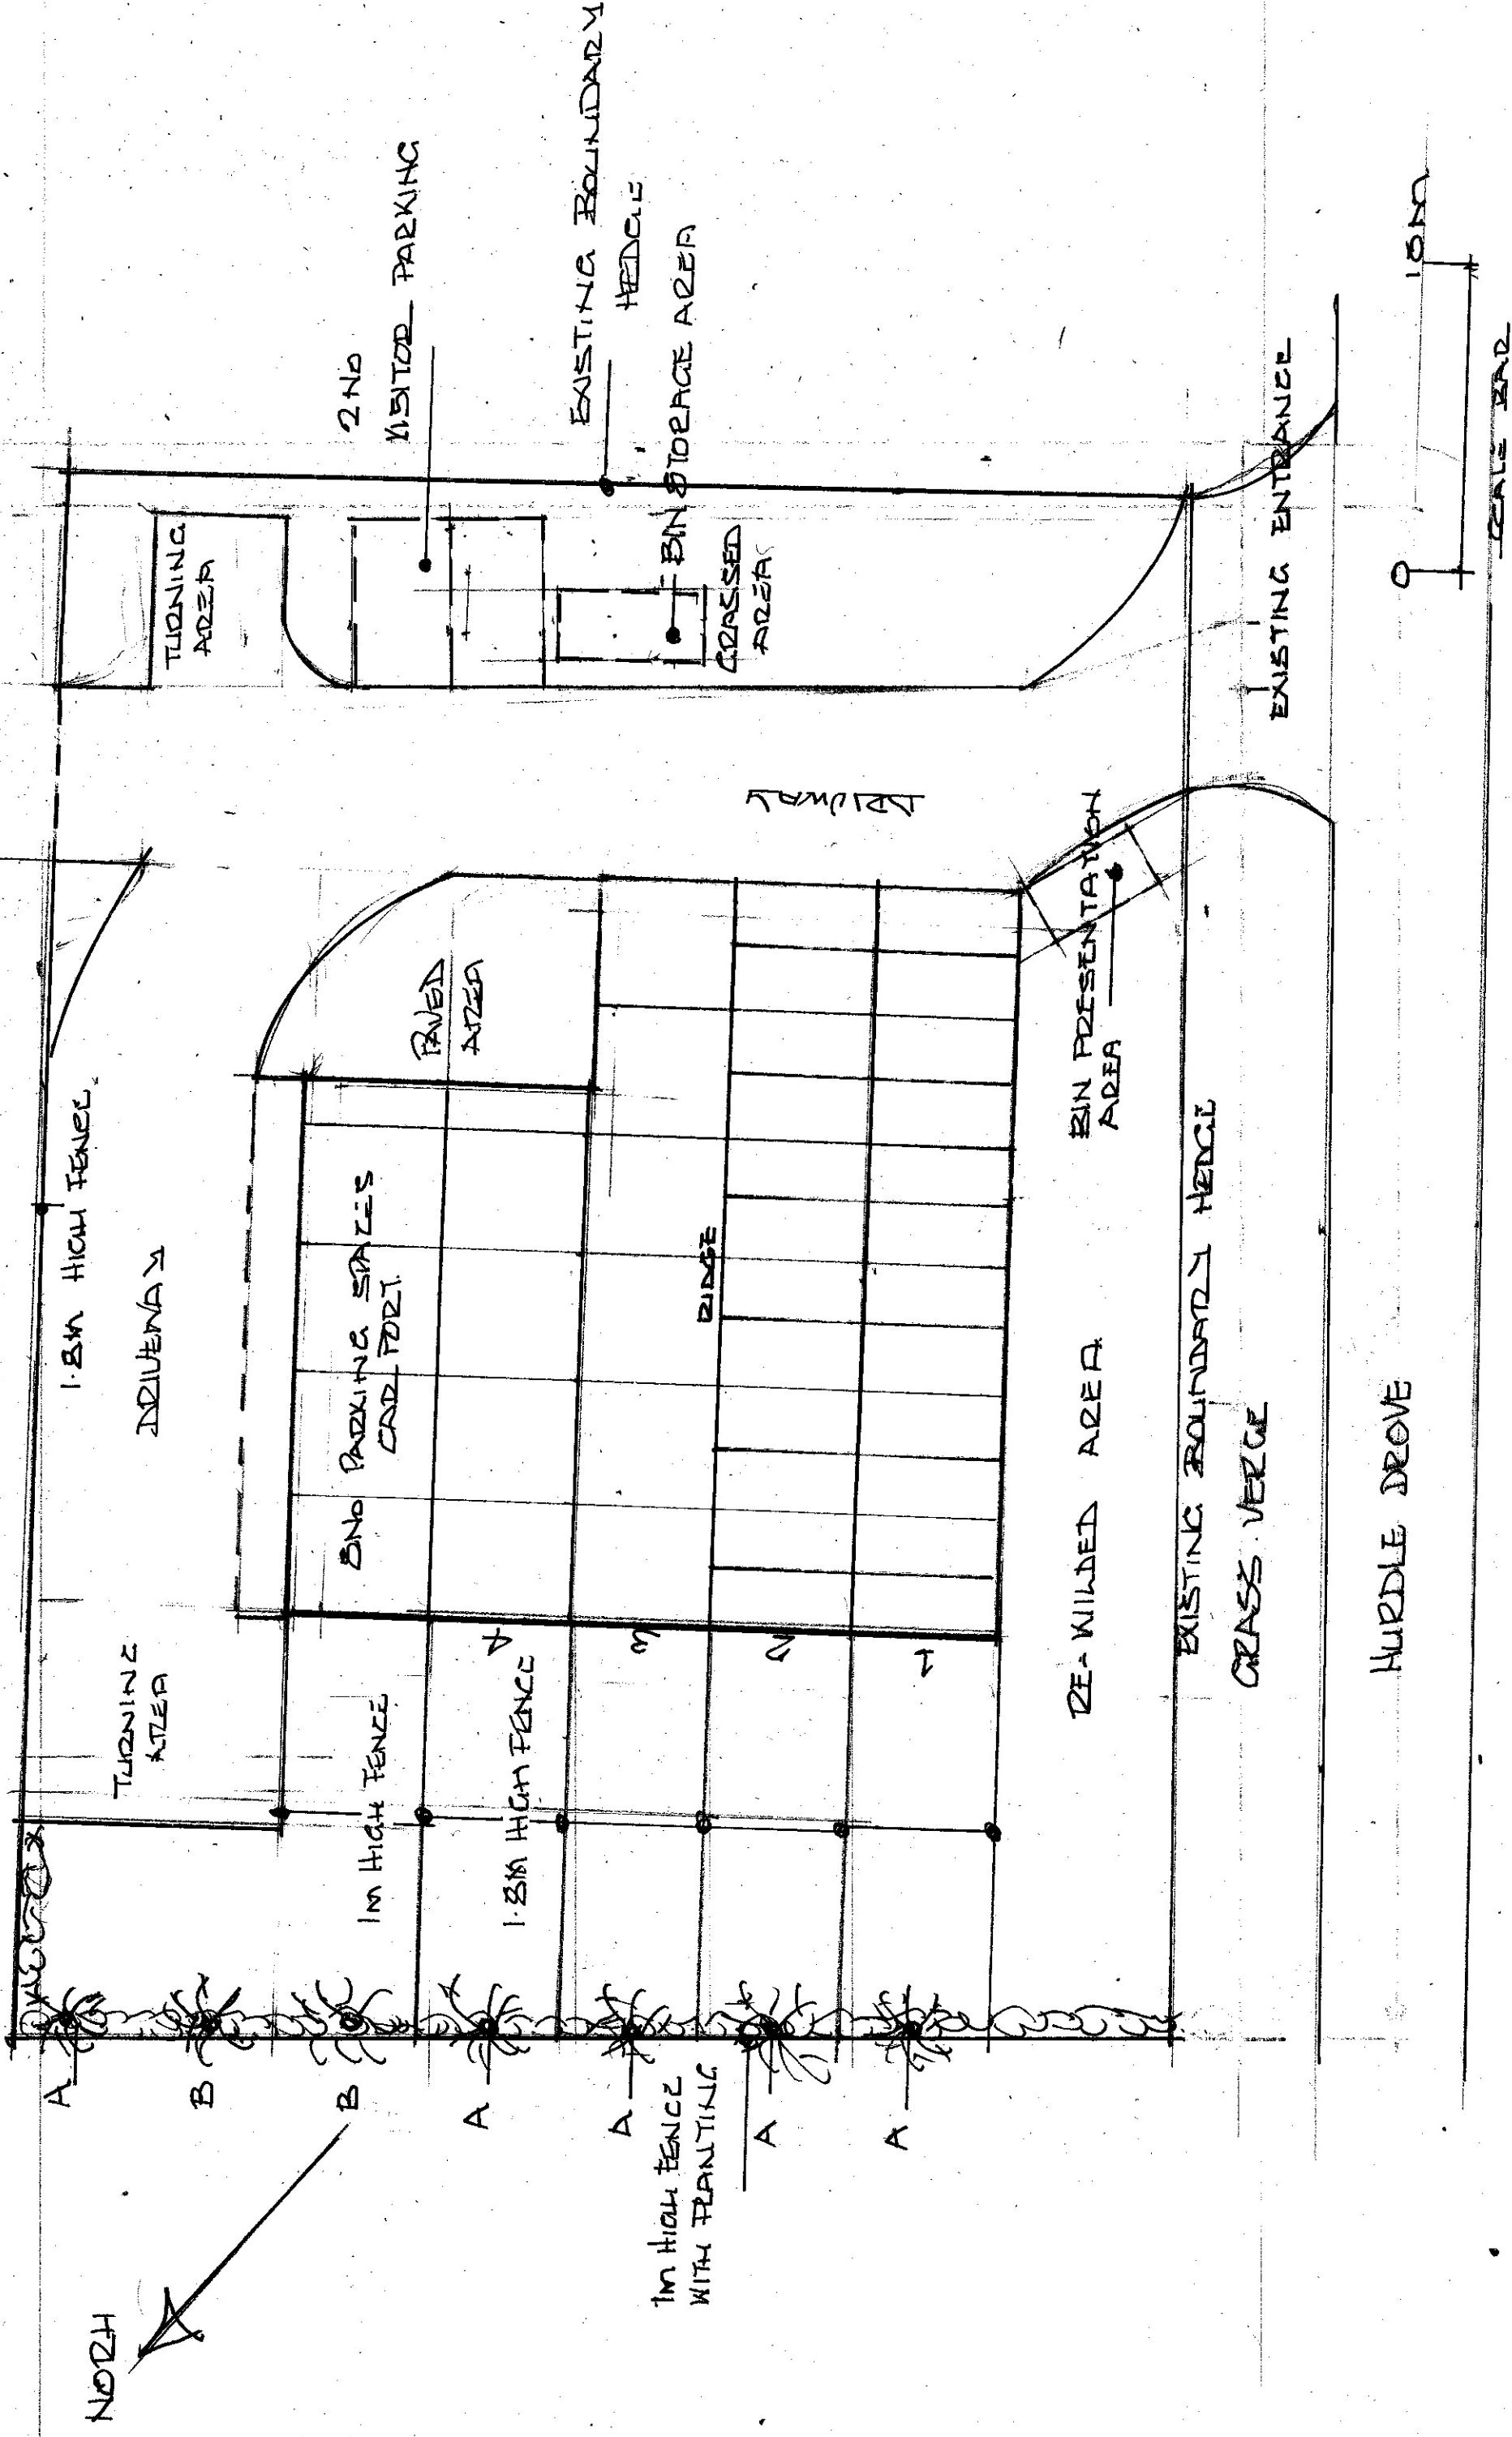 NORH
A
B
B
A
A
A
A
1M HIGH FENCE
WITH PLANTING
TURNING
AREA
1M HIGH FENCE
1.8M HIGH FENCE
4
3
2
1
1.8M HIGH FENCE.
DRIVEWAY
8NO PARKING SPACES
CAR PORT.
RIDGE
PAVED
AREA
RE-WILDED AREA
BIN PRESENTATION
AREA
EXISTING BOUNDARY HEDGE
GRASS VERGE
HURDLE DROVE
DRIVEWAY
TURNING
AREA
2 NO
VISITOR PARKING
EXISTING BOUNDARY
HEDGE
BIN STORAGE AREA
GRASSED
AREA
EXISTING ENTRANCE
0
10M
SCALE BAR